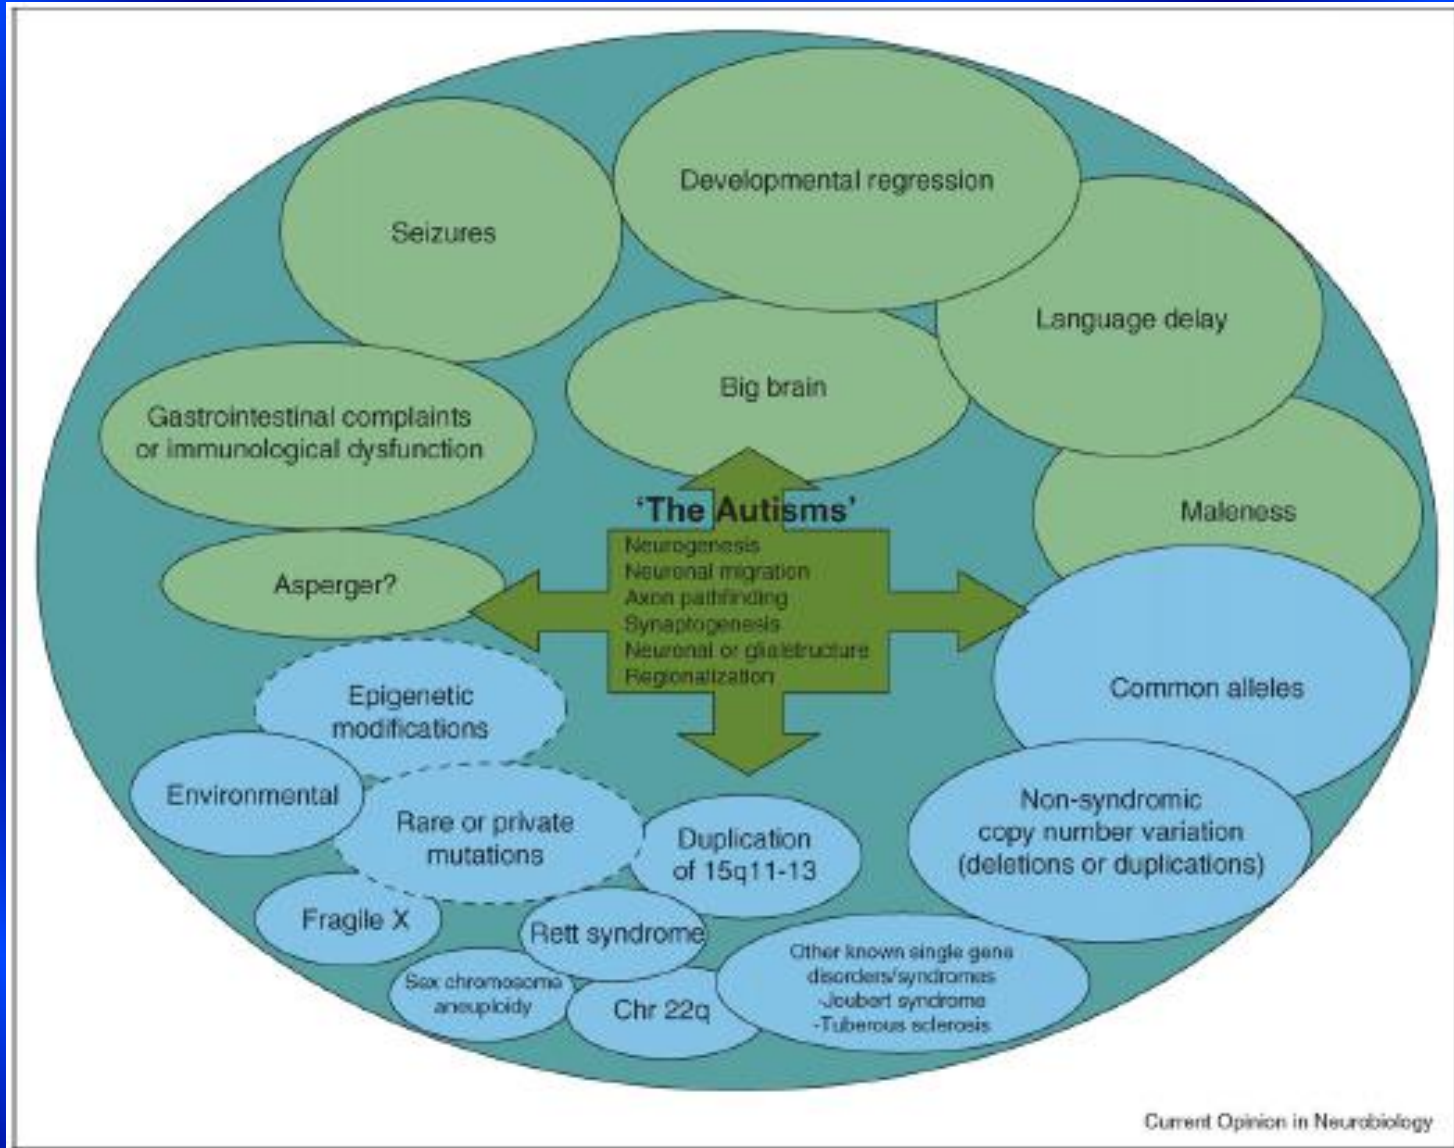 Developmental regression
Seizures
Language delay
Big brain
Gastrointestinal complaints
or immunological dysfunction
'The Autisms'
Maleness
Neurogenesis
Neuronal migration
Axon pathfinding
Synaptogenesis
Neuronal or glialstructure
Regionalization
Asperger?
Epigenetic
modifications
Common alleles
Environmental
Rare or private
mutations
Duplication
of 15q11-13
Non-syndromic
copy number variation
(deletions or duplications)
Fragile X
Rett syndrome
Other known single gene
disorders/syndromes
-Joubert syndrome
-Tuberous sclerosis
Sex chromosome
aneuploidy
Chr 22q
Current Opinion in Neurobiology